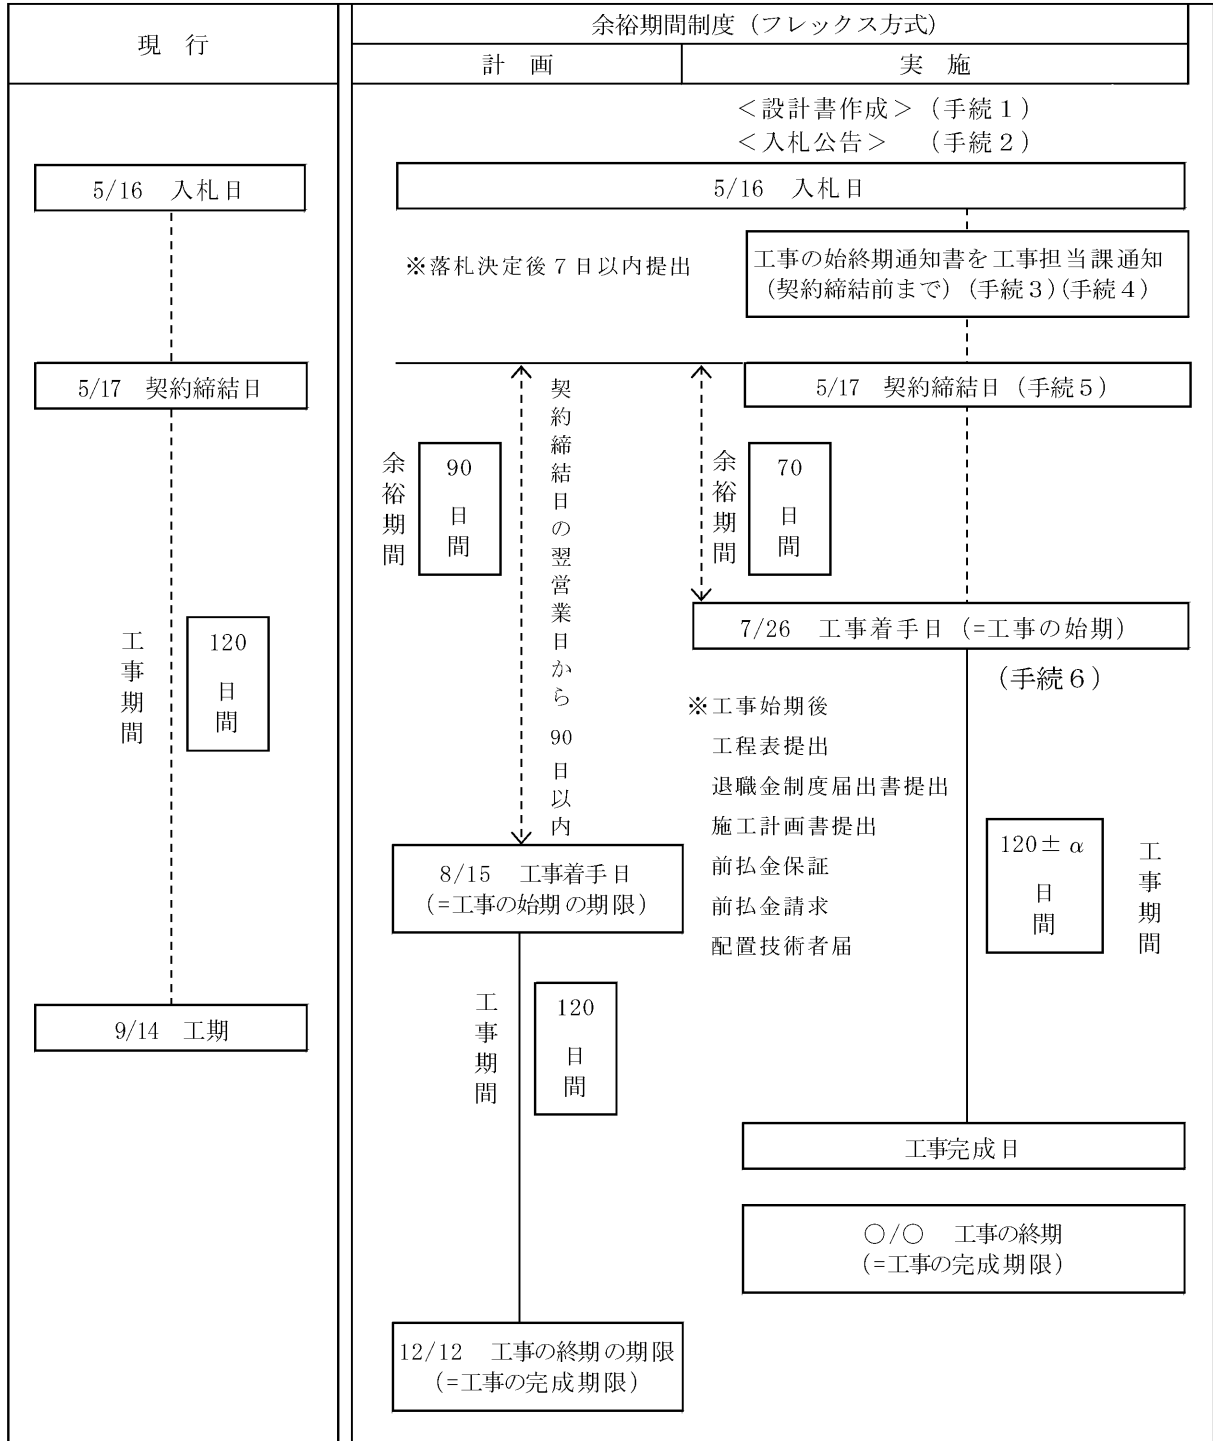 現　行
余裕期間制度（フレックス方式）
計　画
実　施
＜設計書作成＞（手続１）
＜入札公告＞　（手続２）
5/16　入札日
5/16　入札日
※落札決定後７日以内提出
工事の始終期通知書を工事担当課通知
（契約締結前まで）（手続３）（手続４）
5/17　契約締結日
5/17　契約締結日（手続５）
余裕期間
90
日
間
契約締結日の翌営業日から 90 日以内
余裕期間
70
日
間
7/26　工事着手日（=工事の始期）
（手続６）
工事期間
120
日
間
※工事始期後
工程表提出
退職金制度届出書提出
施工計画書提出
前払金保証
前払金請求
配置技術者届
120± α
日
間
工事期間
8/15　工事着手日
（=工事の始期の期限）
9/14　工期
工事期間
120
日
間
工事完成日
○/○　工事の終期
（=工事の完成期限）
12/12　工事の終期の期限
（=工事の完成期限）